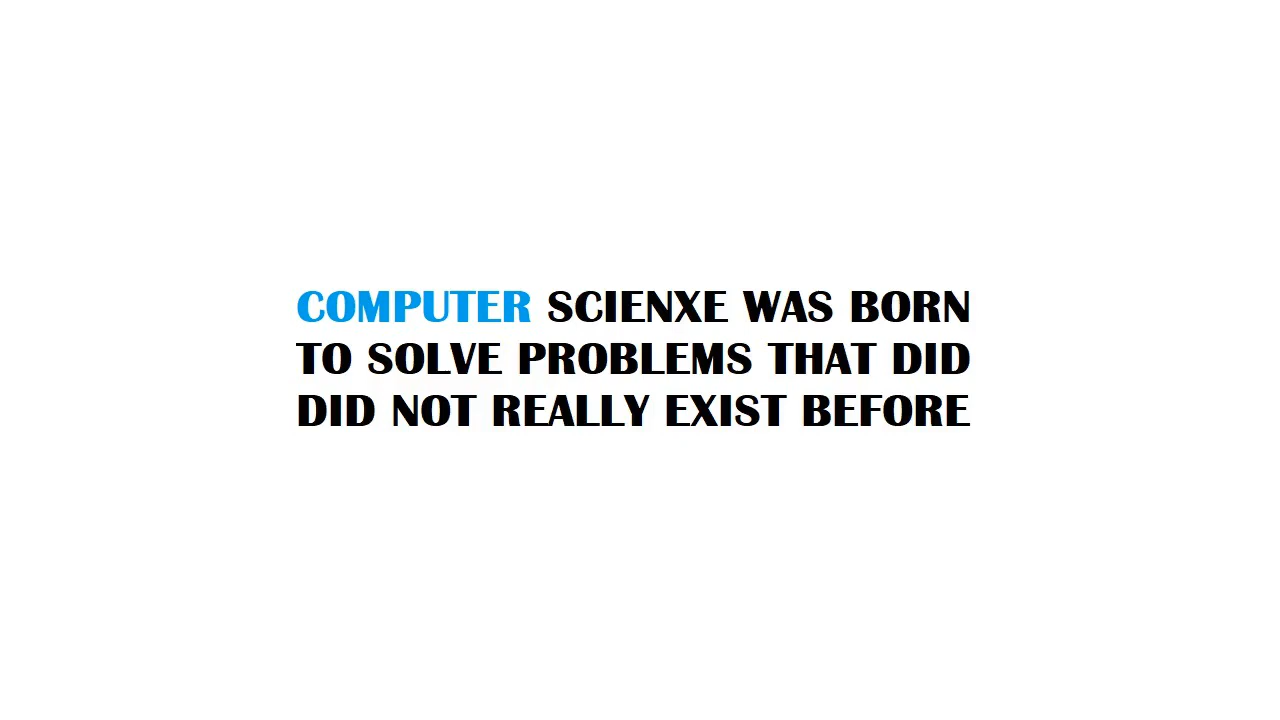 COMPUTER SCIENXE WAS BORN
TO SOLVE PROBLEMS THAT DID
DID NOT REALLY EXIST BEFORE